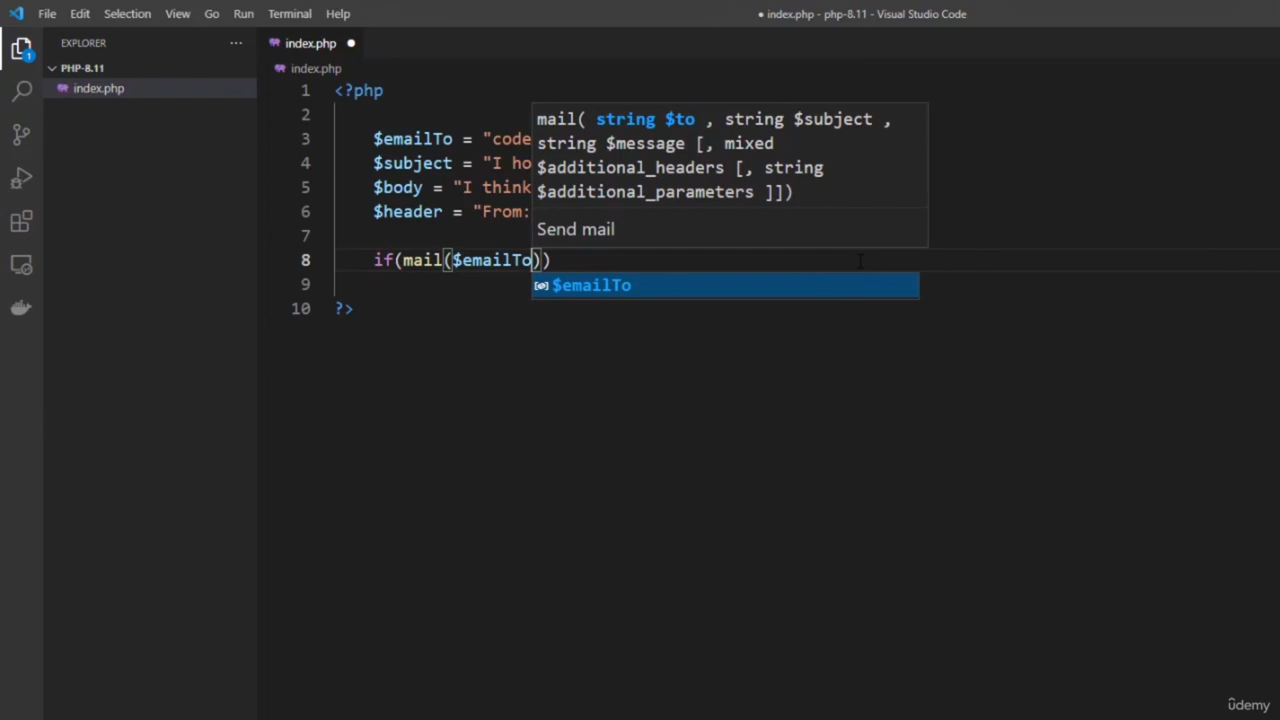 File Edit Selection View Go Run Terminal Help
● index.php - php-8.11 - Visual Studio Code
EXPLORER
index.php
1
PHP-8.11
index.php
index.php
1 <?php
2
3 $emailTo = "code
4 $subject = "I ho
5 $body = "I think
6 $header = "From:
7
8 if(mail($emailTo))
9
10 ?>
mail( string $to , string $subject ,
string $message [, mixed
$additional_headers [, string
$additional_parameters ]])
Send mail
$emailTo
ûdemy